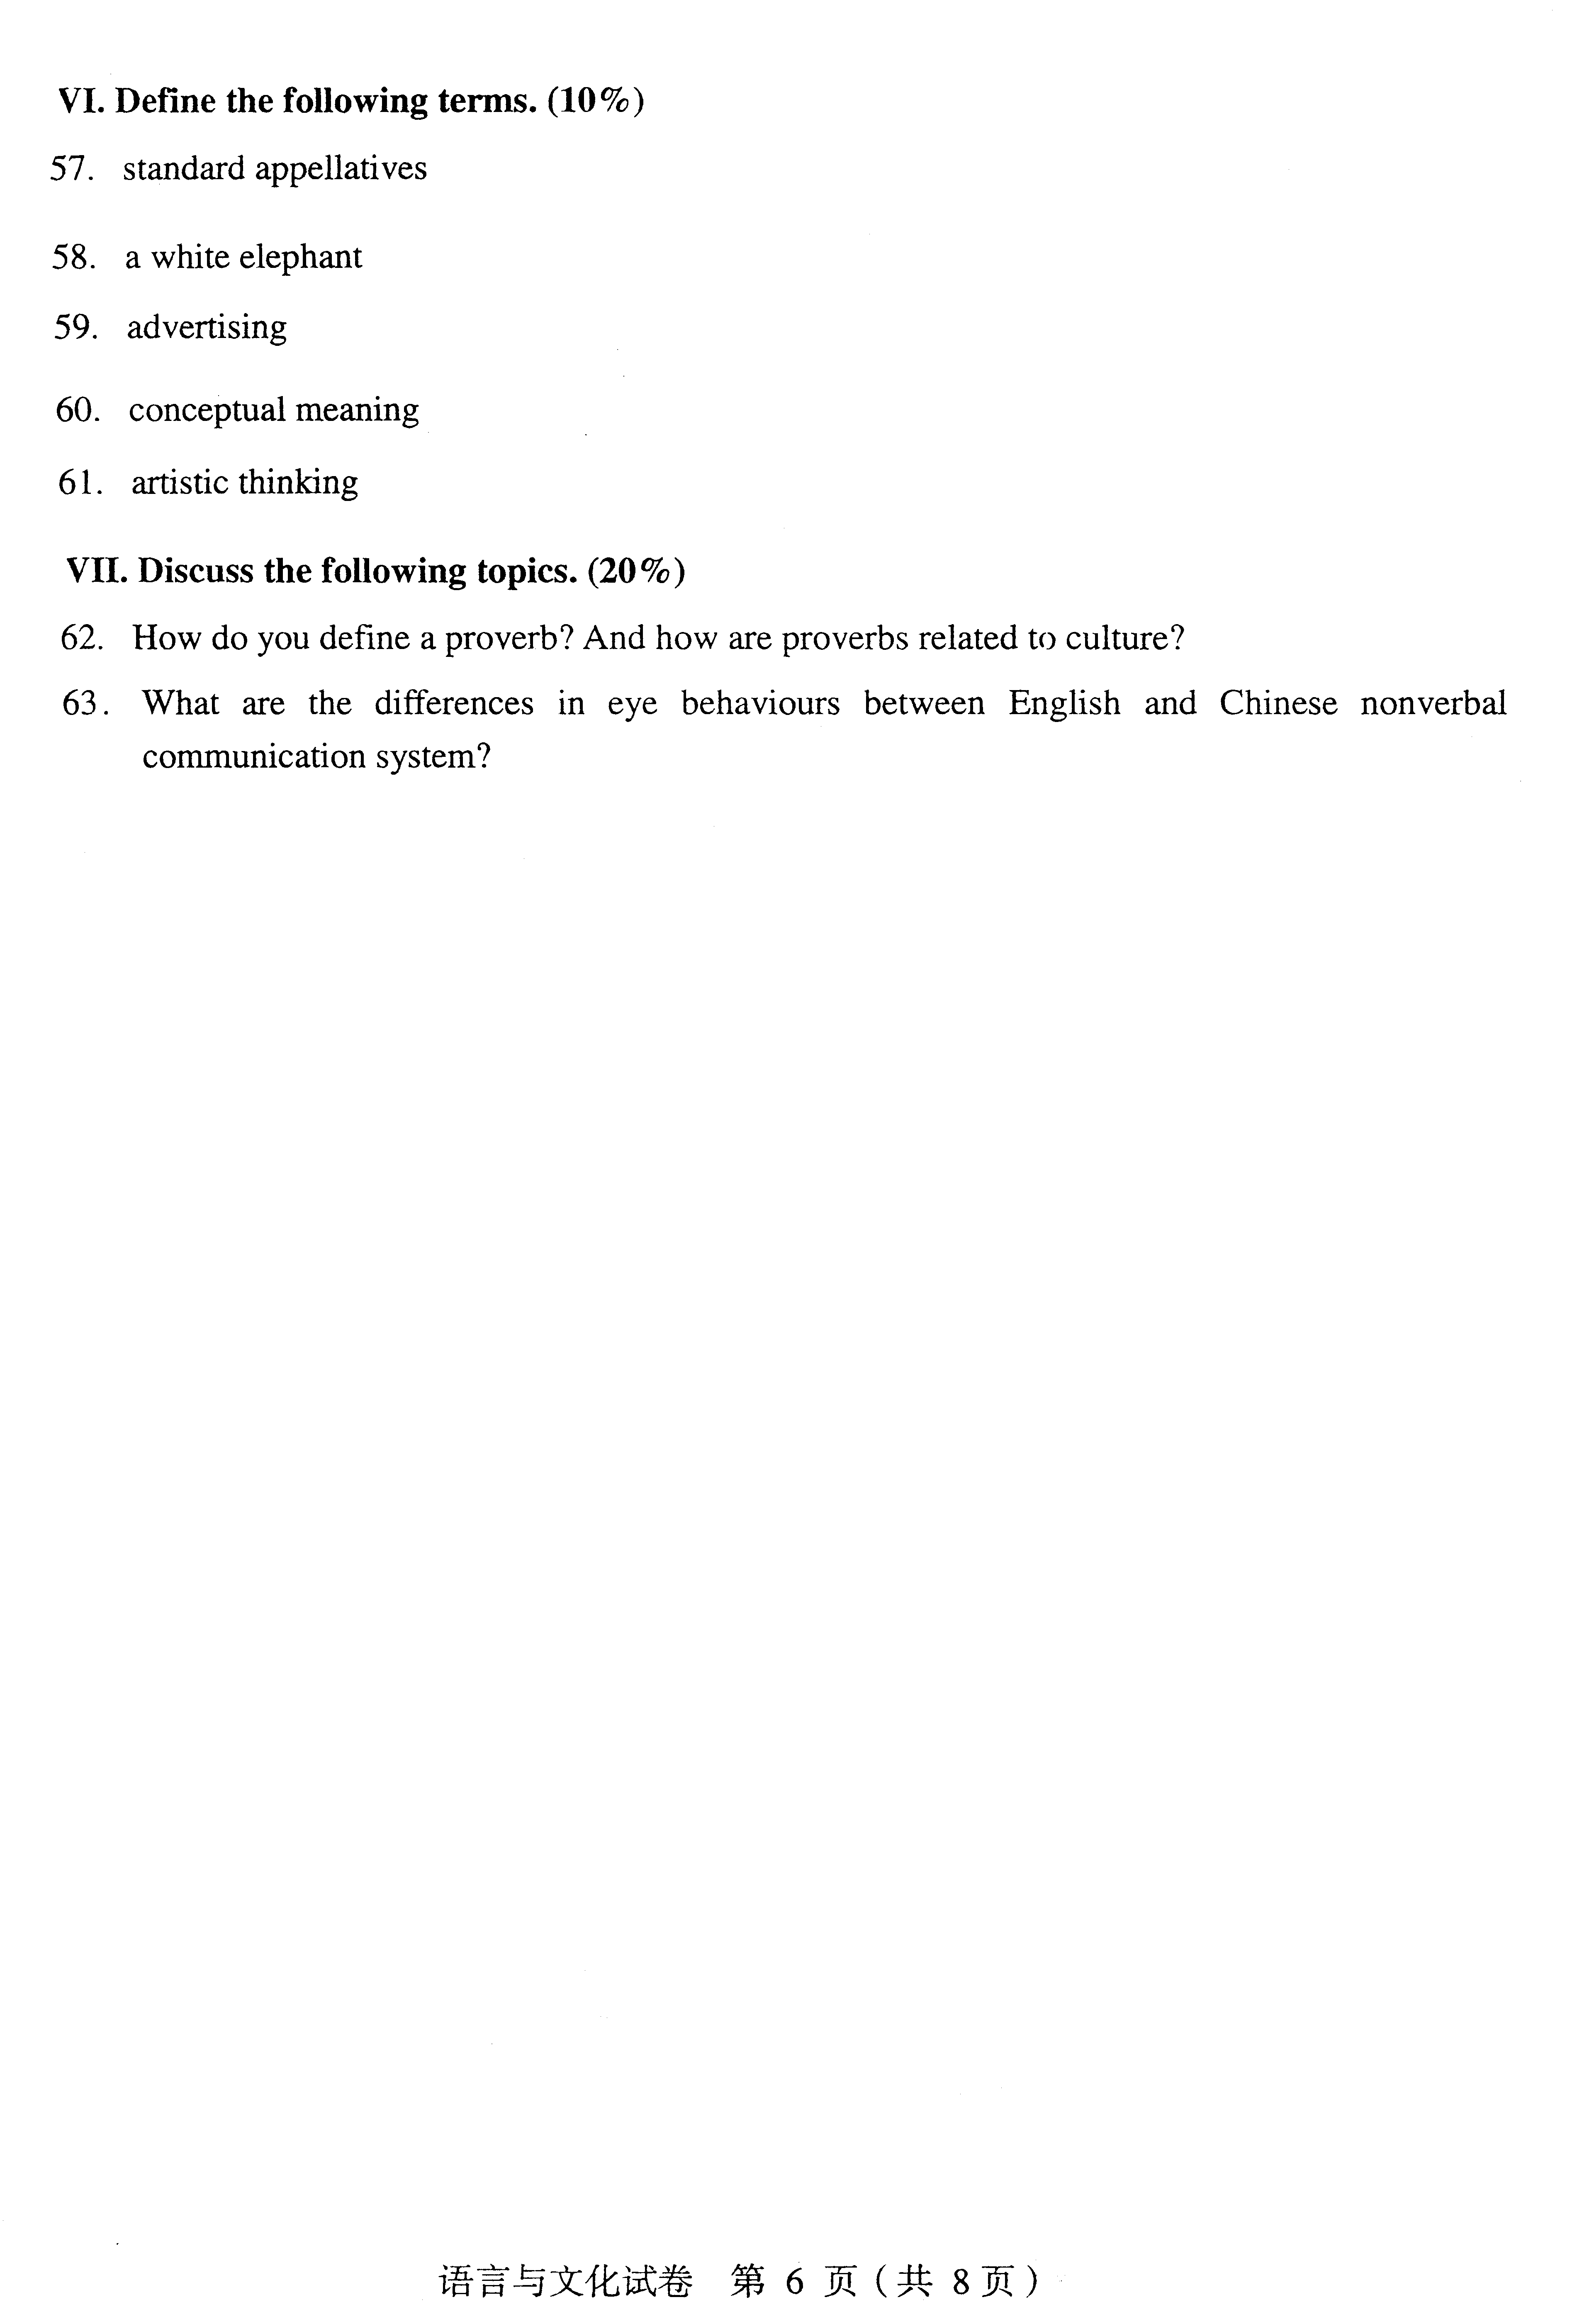 VI. Define the following terms. (10%)
57. standard appellatives
58. a white elephant
59. advertising
60. conceptual meaning
61. artistic thinking
VII. Discuss the following topics. (20%)
62. How do you define a proverb? And how are proverbs related to culture?
63. What are the differences in eye behaviours between English and Chinese nonverbal
communication system?
语言与文化试卷 第 6 页 (共 8 页)